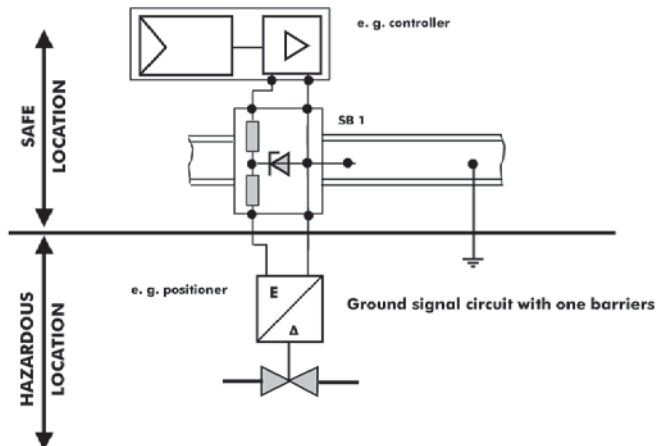 e. g. controller
SAFE
LOCATION
SB 1
e. g. positioner
E
Δ
Ground signal circuit with one barriers
HAZARDOUS
LOCATION